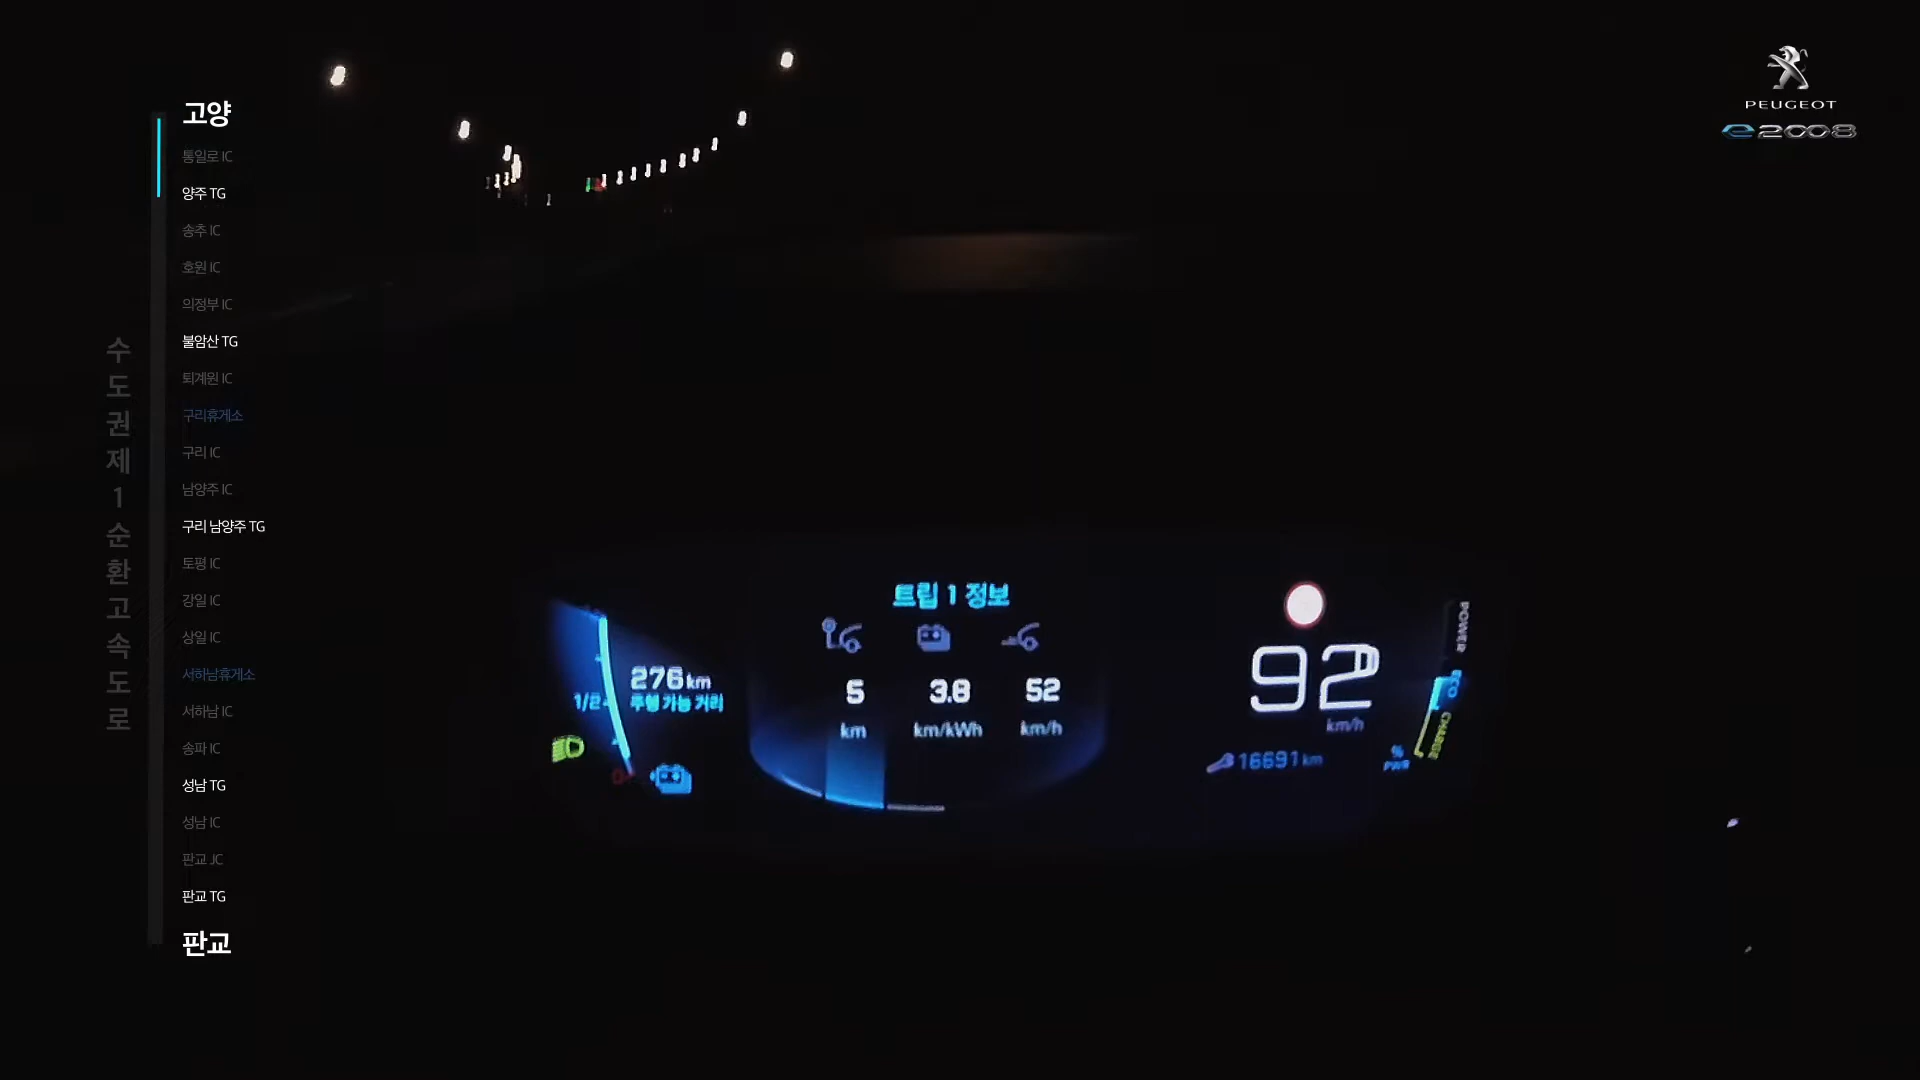 고양
통일로 IC
양주 TG
송추 IC
호원 IC
의정부 IC
불암산 TG
퇴계원 IC
구리휴게소
구리 IC
남양주 IC
구리 남양주 TG
토평 IC
강일 IC
상일 IC
서하남휴게소
서하남 IC
송파 IC
성남 TG
성남 IC
판교 JC
판교 TG
판교
수도권제1순환고속도로
PEUGEOT
e2008
트립 1 정보
276 km
주행 가능 거리
1/2
0
5
km
3.8
km/kWh
52
km/h
92
km/h
16691 km
POWER
ECO
CHARGE
%
PWR